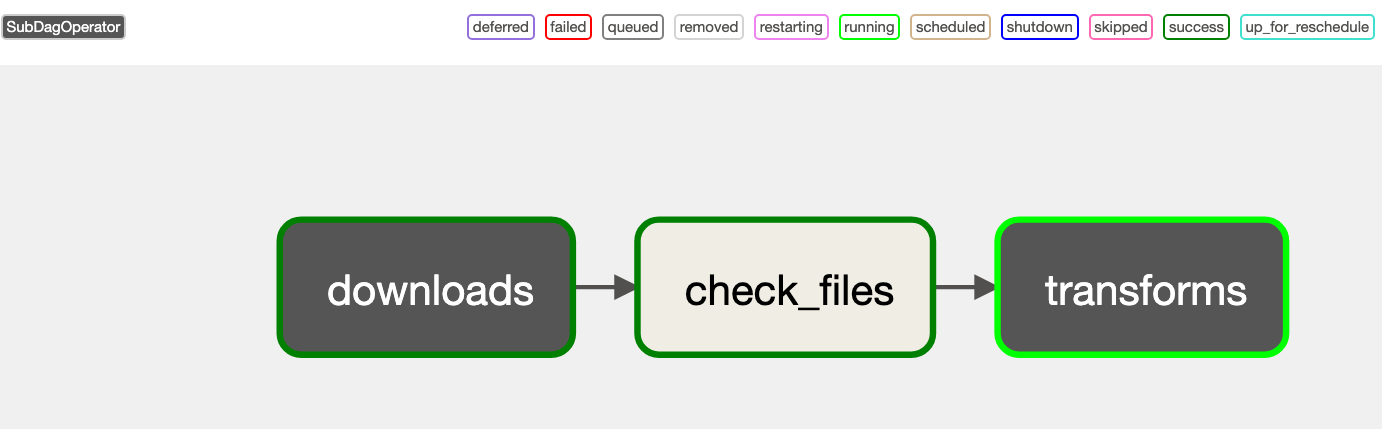 SubDagOperator deferred failed queued removed restarting running scheduled shutdown skipped success up_for_reschedule
downloads check_files transforms